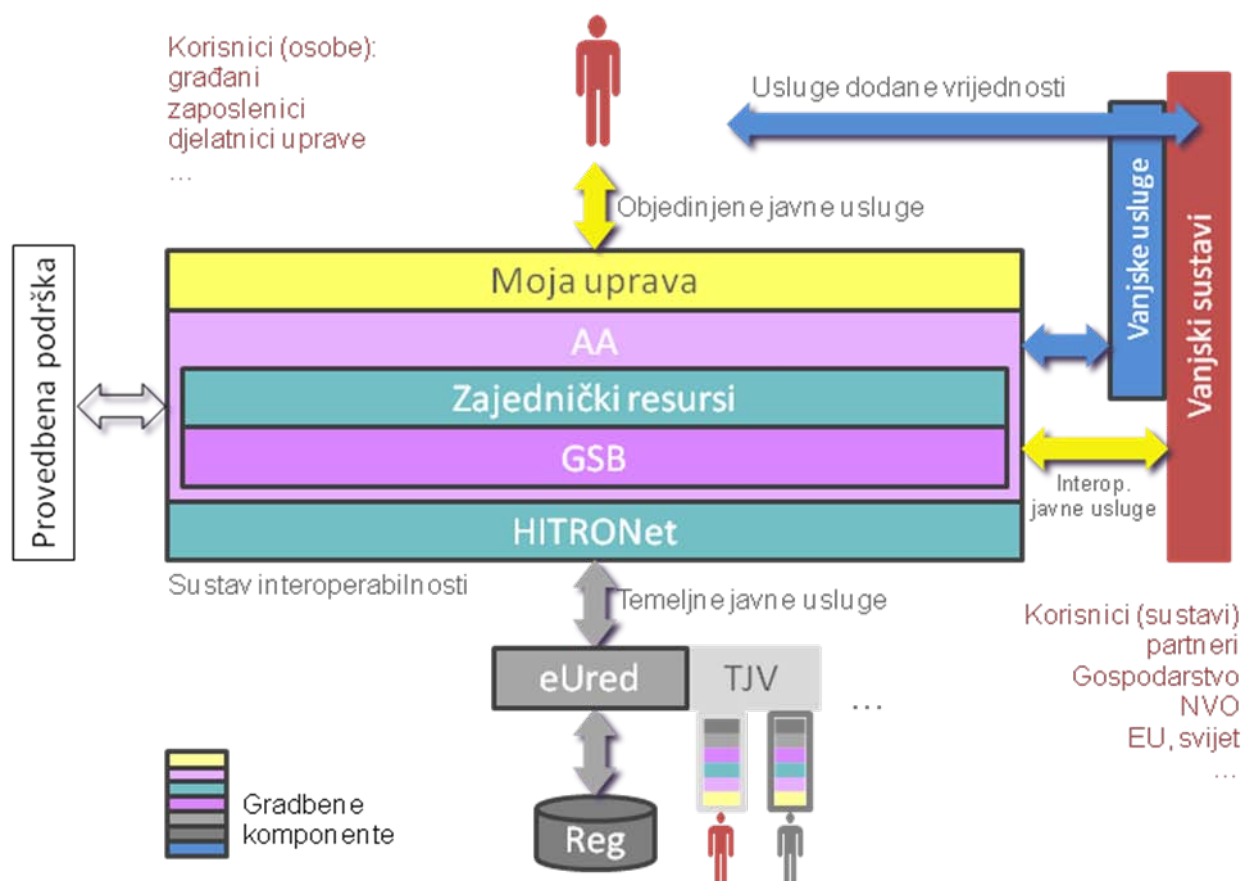 Korisnici (osobe):
građani
zaposlenici
djelatnici uprave
...
Usluge dodane vrijednosti
Objedinjene javne usluge
Vanjske usluge
Vanjski sustavi
Provedbena podrška
Moja uprava
AA
Zajednički resursi
GSB
HITRONet
Interop.
javne usluge
Sustav interoperabilnosti
Temeljne javne usluge
Korisnici (sustavi)
partneri
Gospodarstvo
NVO
EU, svijet
...
eUred
TJV
...
Gradbene
komponente
Reg